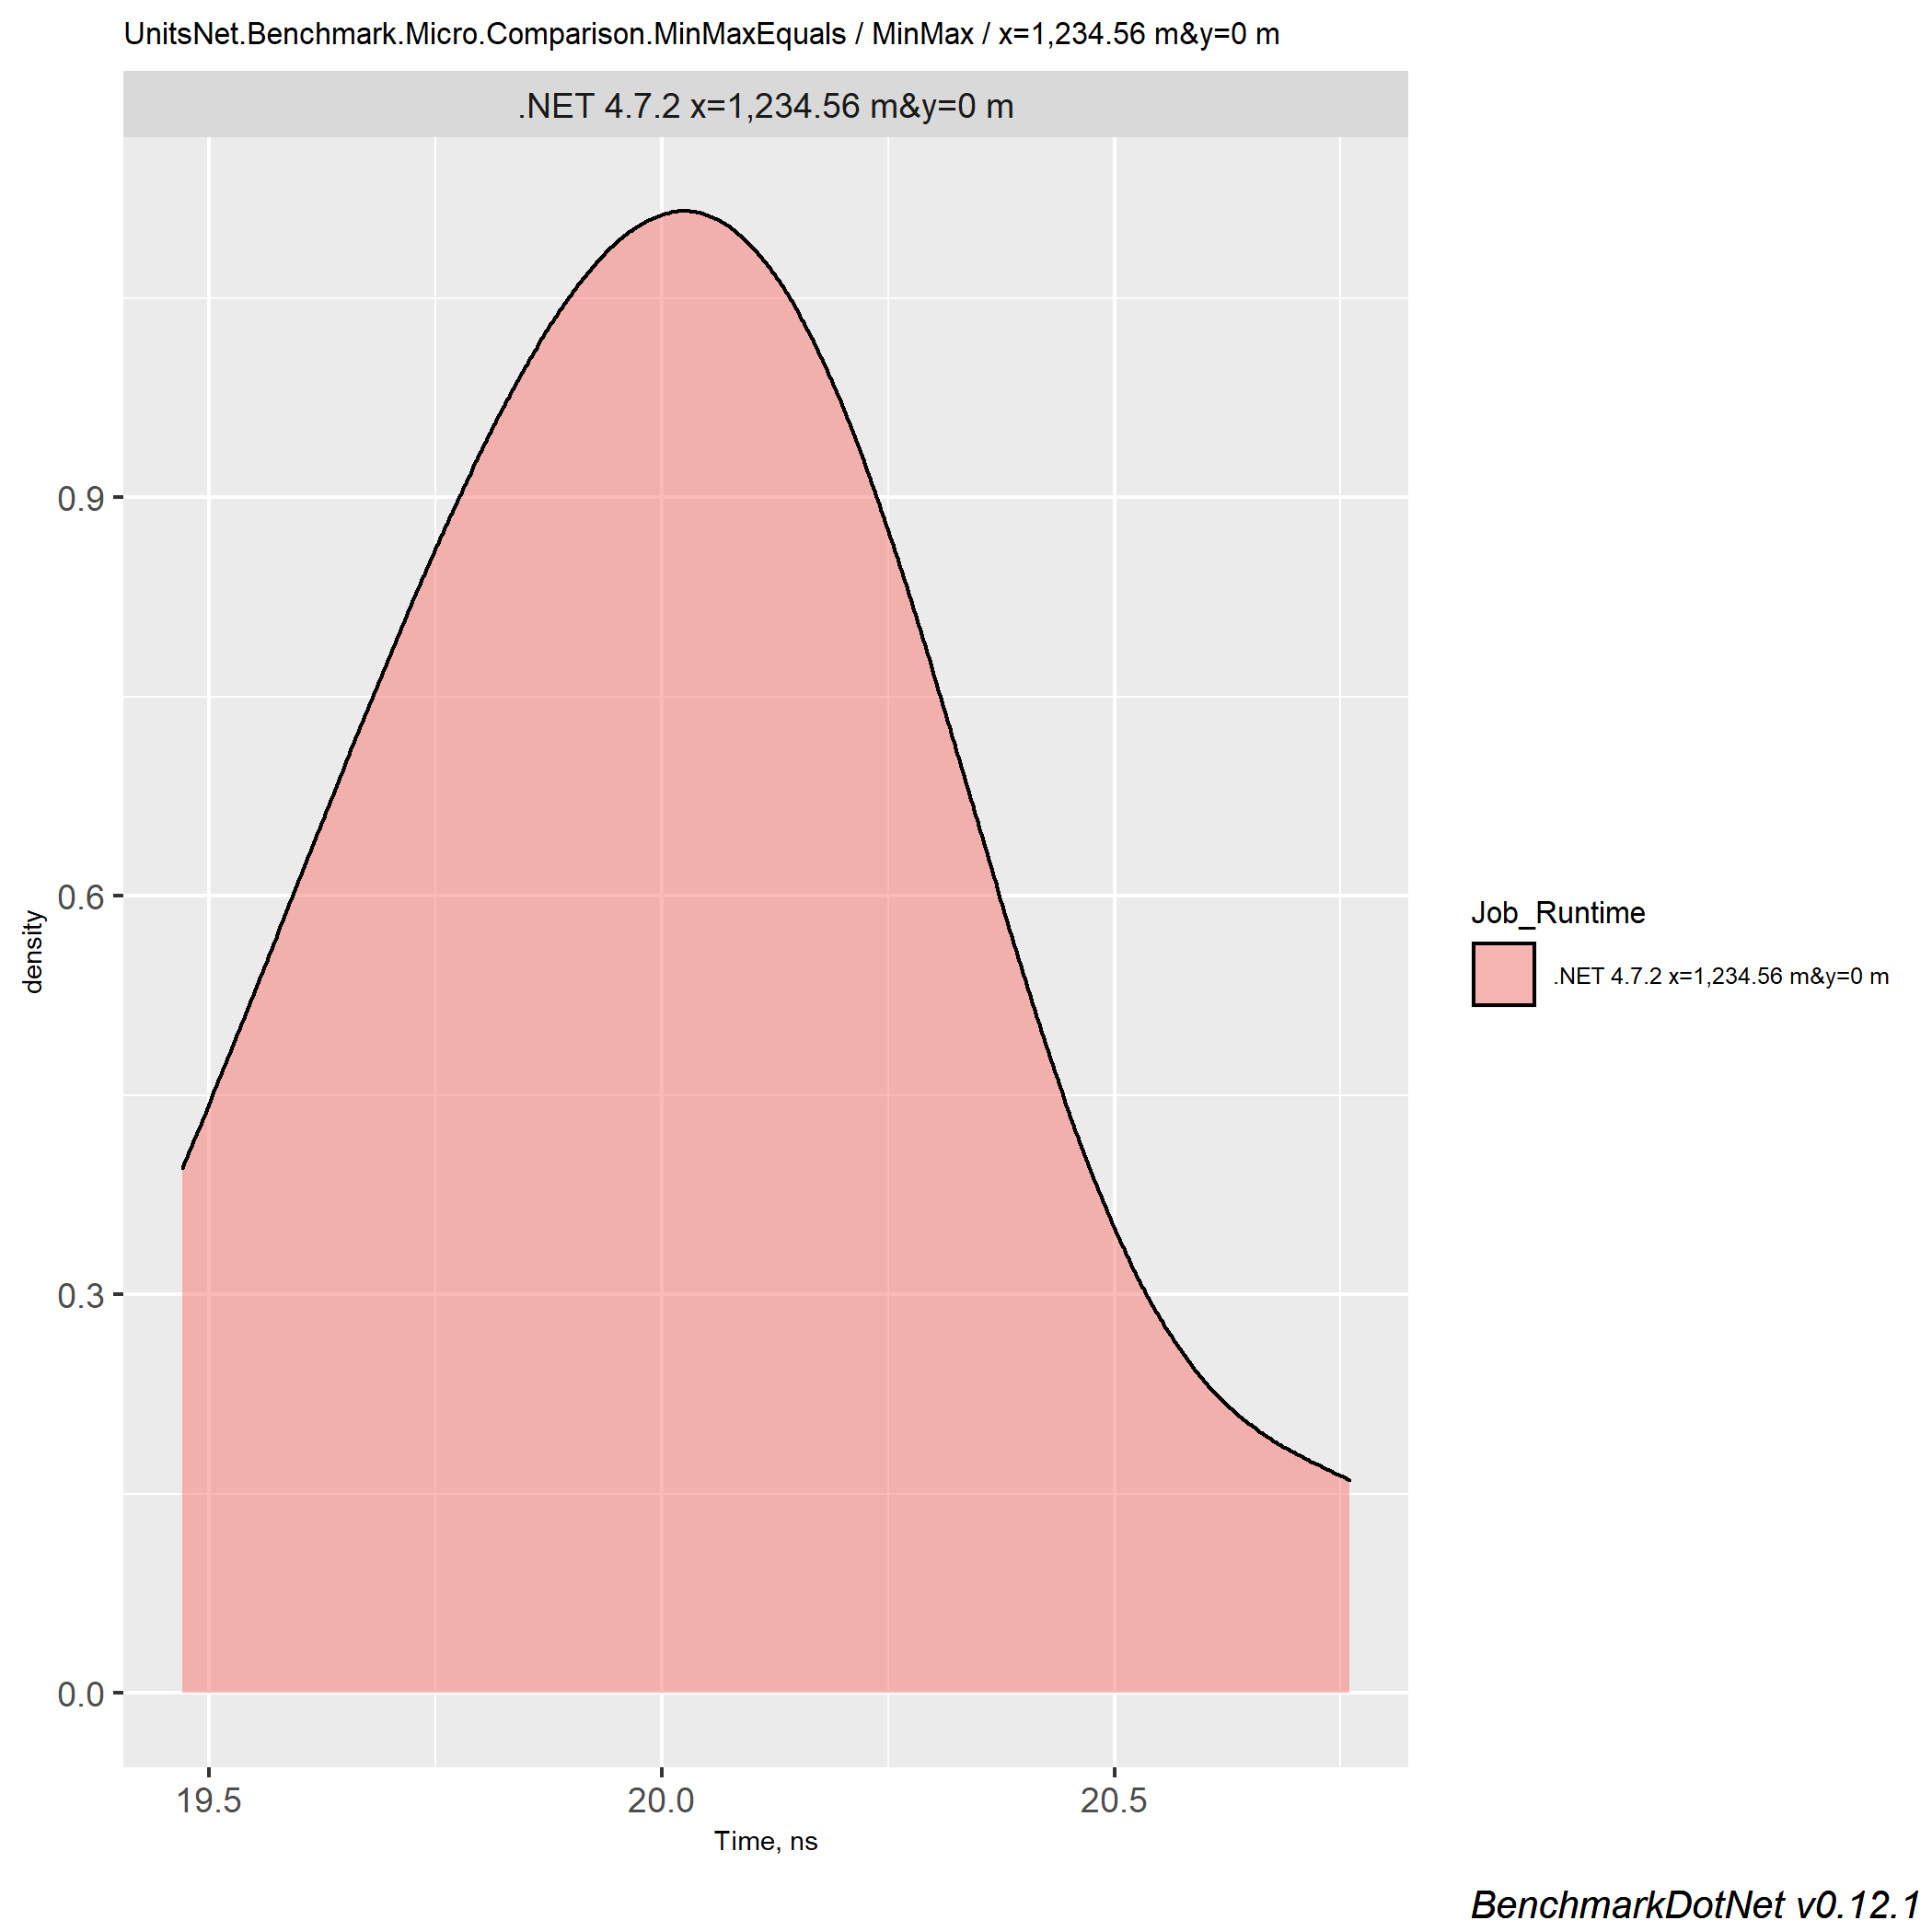 UnitsNet.Benchmark.Micro.Comparison.MinMaxEquals / MinMax / x=1,234.56 m&y=0 m
.NET 4.7.2 x=1,234.56 m&y=0 m
0.9
0.6
0.3
0.0
density
19.5 20.0 20.5
Time, ns
Job_Runtime
.NET 4.7.2 x=1,234.56 m&y=0 m
BenchmarkDotNet v0.12.1